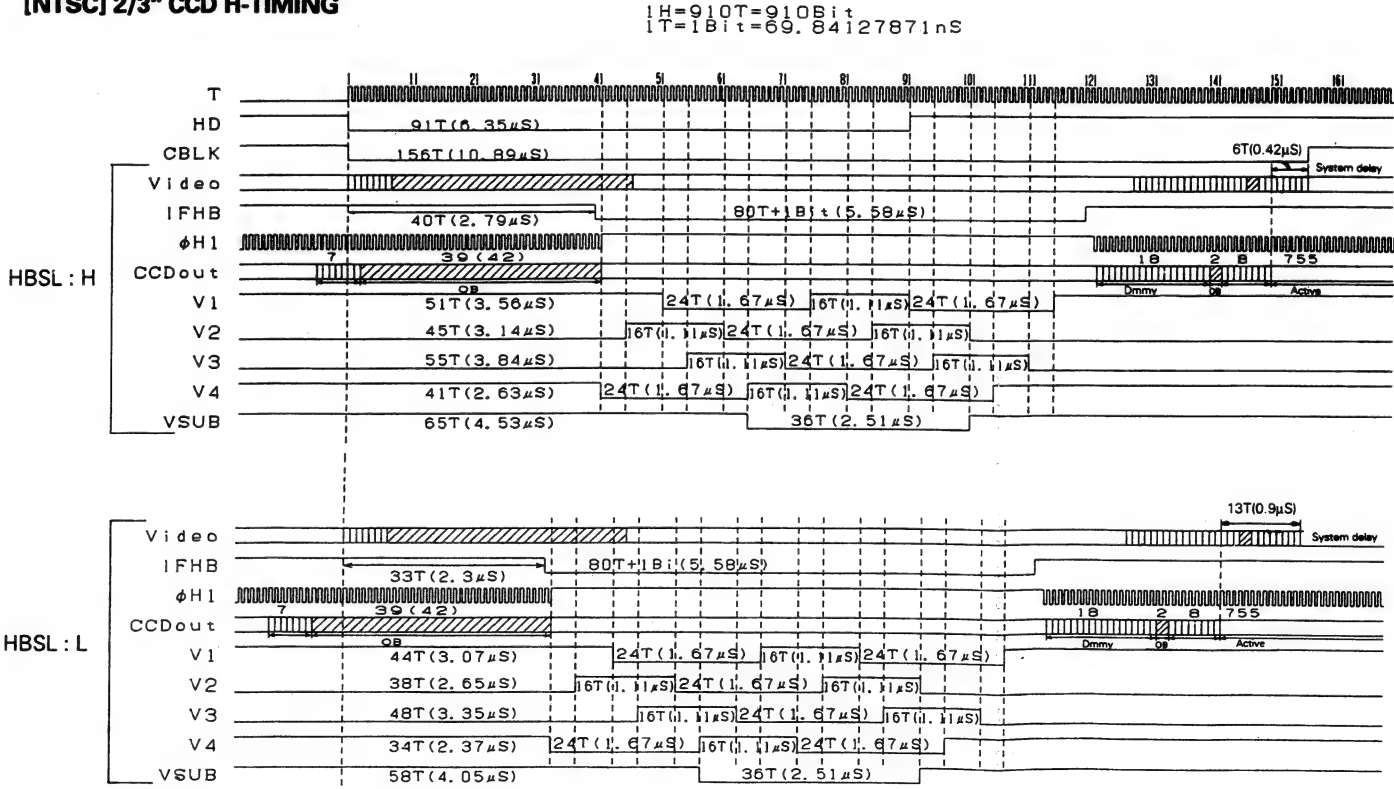 [NTSC] 2/3" CCD H-TIMING
1H=910T=910Bit
1T=1Bit=69.84127871nS
1 11 21 31 41 51 61 71 81 91 101 111 121 131 141 151 161
T
HD 91T(6.35μS)
CBLK 156T(10.89μS) 6T(0.42μS)
Video System delay
IFHB 40T(2.79μS) 80T+1Bit(5.58μS)
φH1
7 39(42) 18 2 8 755
HBSL:H
CCDout
OB Dmmy OB Active
V1 51T(3.56μS) 24T(1.67μS) 16T(1.11μS) 24T(1.67μS)
V2 45T(3.14μS) 16T(1.11μS) 24T(1.67μS) 16T(1.11μS)
V3 55T(3.84μS) 16T(1.11μS) 24T(1.67μS) 16T(1.11μS)
V4 41T(2.63μS) 24T(1.67μS) 16T(1.11μS) 24T(1.67μS)
VSUB 65T(4.53μS) 36T(2.51μS)
13T(0.9μS)
Video System delay
IFHB 33T(2.3μS) 80T+1Bi(5.58μS)
φH1
7 39(42) 18 2 8 755
CCDout
HBSL:L
OB Dmmy OB Active
V1 44T(3.07μS) 24T(1.67μS) 16T(1.11μS) 24T(1.67μS)
V2 38T(2.65μS) 16T(1.11μS) 24T(1.67μS) 16T(1.11μS)
V3 48T(3.35μS) 16T(1.11μS) 24T(1.67μS) 16T(1.11μS)
V4 34T(2.37μS) 24T(1.67μS) 16T(1.11μS) 24T(1.67μS)
VSUB 58T(4.05μS) 36T(2.51μS)